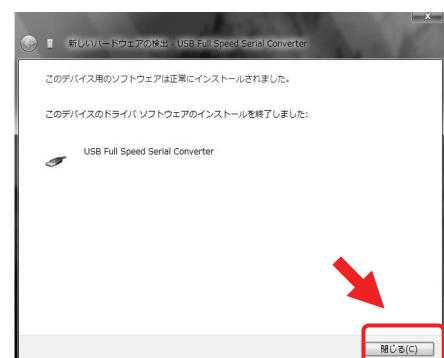 新しいハードウェアの検出 - USB Full Speed Serial Converter
このデバイス用のソフトウェアは正常にインストールされました。
このデバイスのドライバ ソフトウェアのインストールを終了しました:
USB Full Speed Serial Converter
閉じる(C)